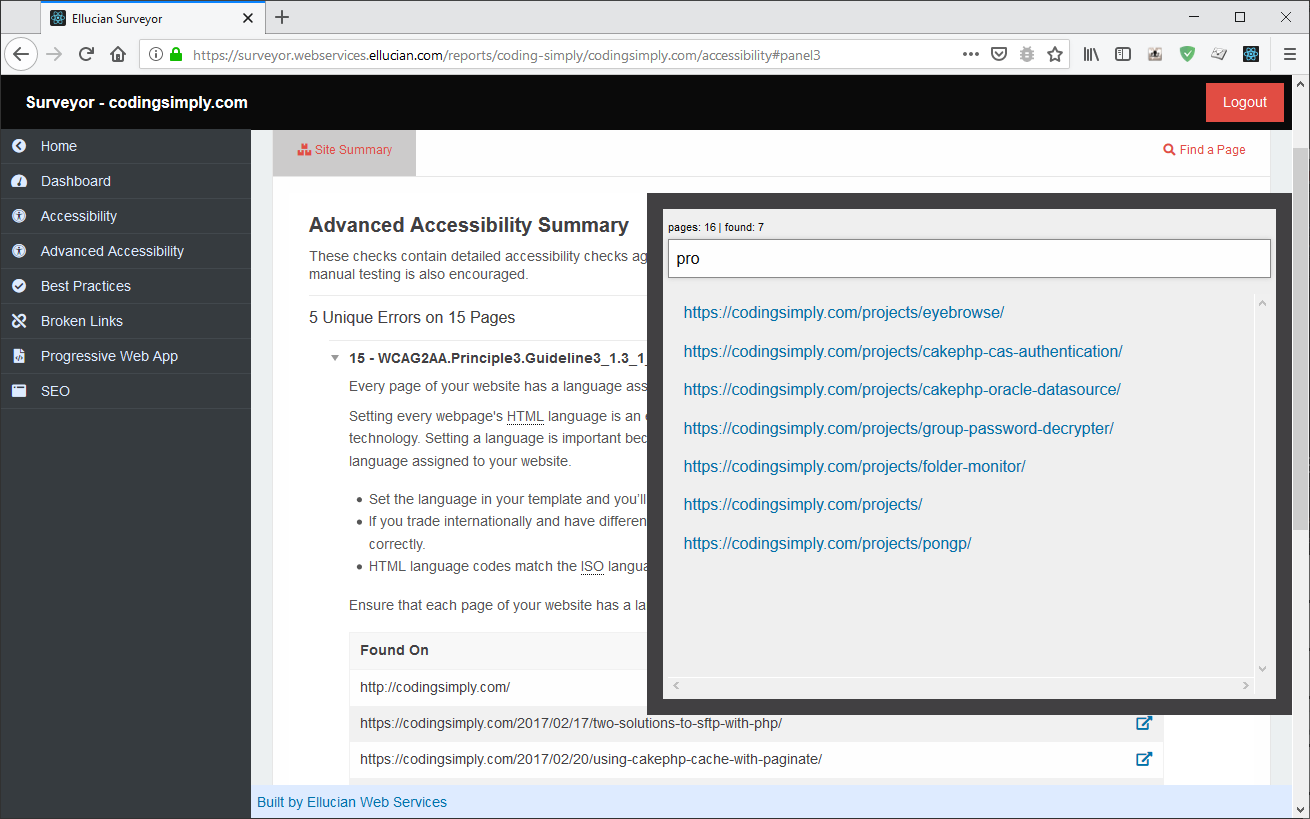 Ellucian Surveyor
https://surveyor.webservices.ellucian.com/reports/coding-simply/codingsimply.com/accessibility#panel3
Surveyor - codingsimply.com
Logout
Home
Dashboard
Accessibility
Advanced Accessibility
Best Practices
Broken Links
Progressive Web App
SEO
Site Summary
Find a Page
Advanced Accessibility Summary
These checks contain detailed accessibility checks ag
manual testing is also encouraged.
5 Unique Errors on 15 Pages
15 - WCAG2AA.Principle3.Guideline3_1.3_1_
Every page of your website has a language ass
Setting every webpage's HTML language is an
technology. Setting a language is important bec
language assigned to your website.
Set the language in your template and you'll
If you trade internationally and have differen
correctly.
HTML language codes match the ISO langua
Ensure that each page of your website has a la
Found On
http://codingsimply.com/
https://codingsimply.com/2017/02/17/two-solutions-to-sftp-with-php/
https://codingsimply.com/2017/02/20/using-cakephp-cache-with-paginate/
pages: 16 | found: 7
pro
https://codingsimply.com/projects/eyebrowse/
https://codingsimply.com/projects/cakephp-cas-authentication/
https://codingsimply.com/projects/cakephp-oracle-datasource/
https://codingsimply.com/projects/group-password-decrypter/
https://codingsimply.com/projects/folder-monitor/
https://codingsimply.com/projects/
https://codingsimply.com/projects/pongp/
Built by Ellucian Web Services